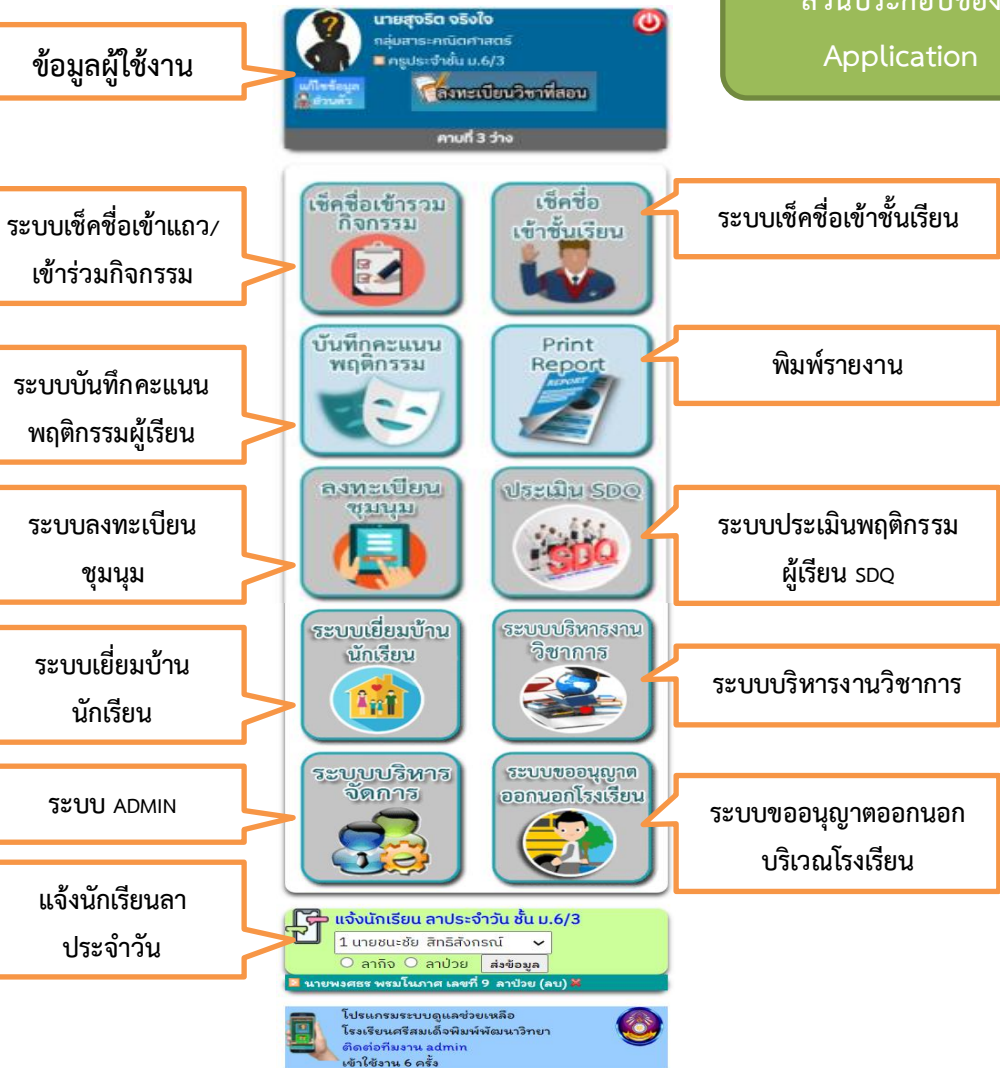 ส่วนประกอบของ
Application
ข้อมูลผู้ใช้งาน
นายสุจริต จริงใจ
กลุ่มสาระคณิตศาสตร์
ครูประจำชั้น ม.6/3
แก้ไขข้อมูล
ส่วนตัว
ลงทะเบียนวิชาที่สอน
คาบที่ 3 ว่าง
ระบบเช็คชื่อเข้าแถว/
เข้าร่วมกิจกรรม
เช็คชื่อเข้ารวม
กิจกรรม
เช็คชื่อ
เข้าชั้นเรียน
ระบบเช็คชื่อเข้าชั้นเรียน
ระบบบันทึกคะแนน
พฤติกรรมผู้เรียน
บันทึกคะแนน
พฤติกรรม
Print
Report
REPORT
พิมพ์รายงาน
ระบบลงทะเบียน
ชุมนุม
ลงทะเบียน
ชุมนุม
ประเมิน SDQ
SDQ
ระบบประเมินพฤติกรรม
ผู้เรียน SDQ
ระบบเยี่ยมบ้าน
นักเรียน
ระบบเยี่ยมบ้าน
นักเรียน
ระบบบริหารงาน
วิชาการ
ระบบบริหารงานวิชาการ
ระบบ ADMIN
ระบบบริหาร
จัดการ
ระบบขออนุญาต
ออกนอกโรงเรียน
ระบบขออนุญาตออกนอก
บริเวณโรงเรียน
แจ้งนักเรียนลา
ประจำวัน
แจ้งนักเรียน ลาประจำวัน ชั้น ม.6/3
1 นายชนะชัย สิทธิสังกรณ์
ลากิจ ลาป่วย ส่งข้อมูล
นายพงศธร พรมโนภาศ เลขที่ 9 ลาป่วย (ลบ)
โปรแกรมระบบดูแลช่วยเหลือ
โรงเรียนศรีสมเด็จพิมพ์พัฒนาวิทยา
ติดต่อทีมงาน admin
เข้าใช้งาน 6 ครั้ง